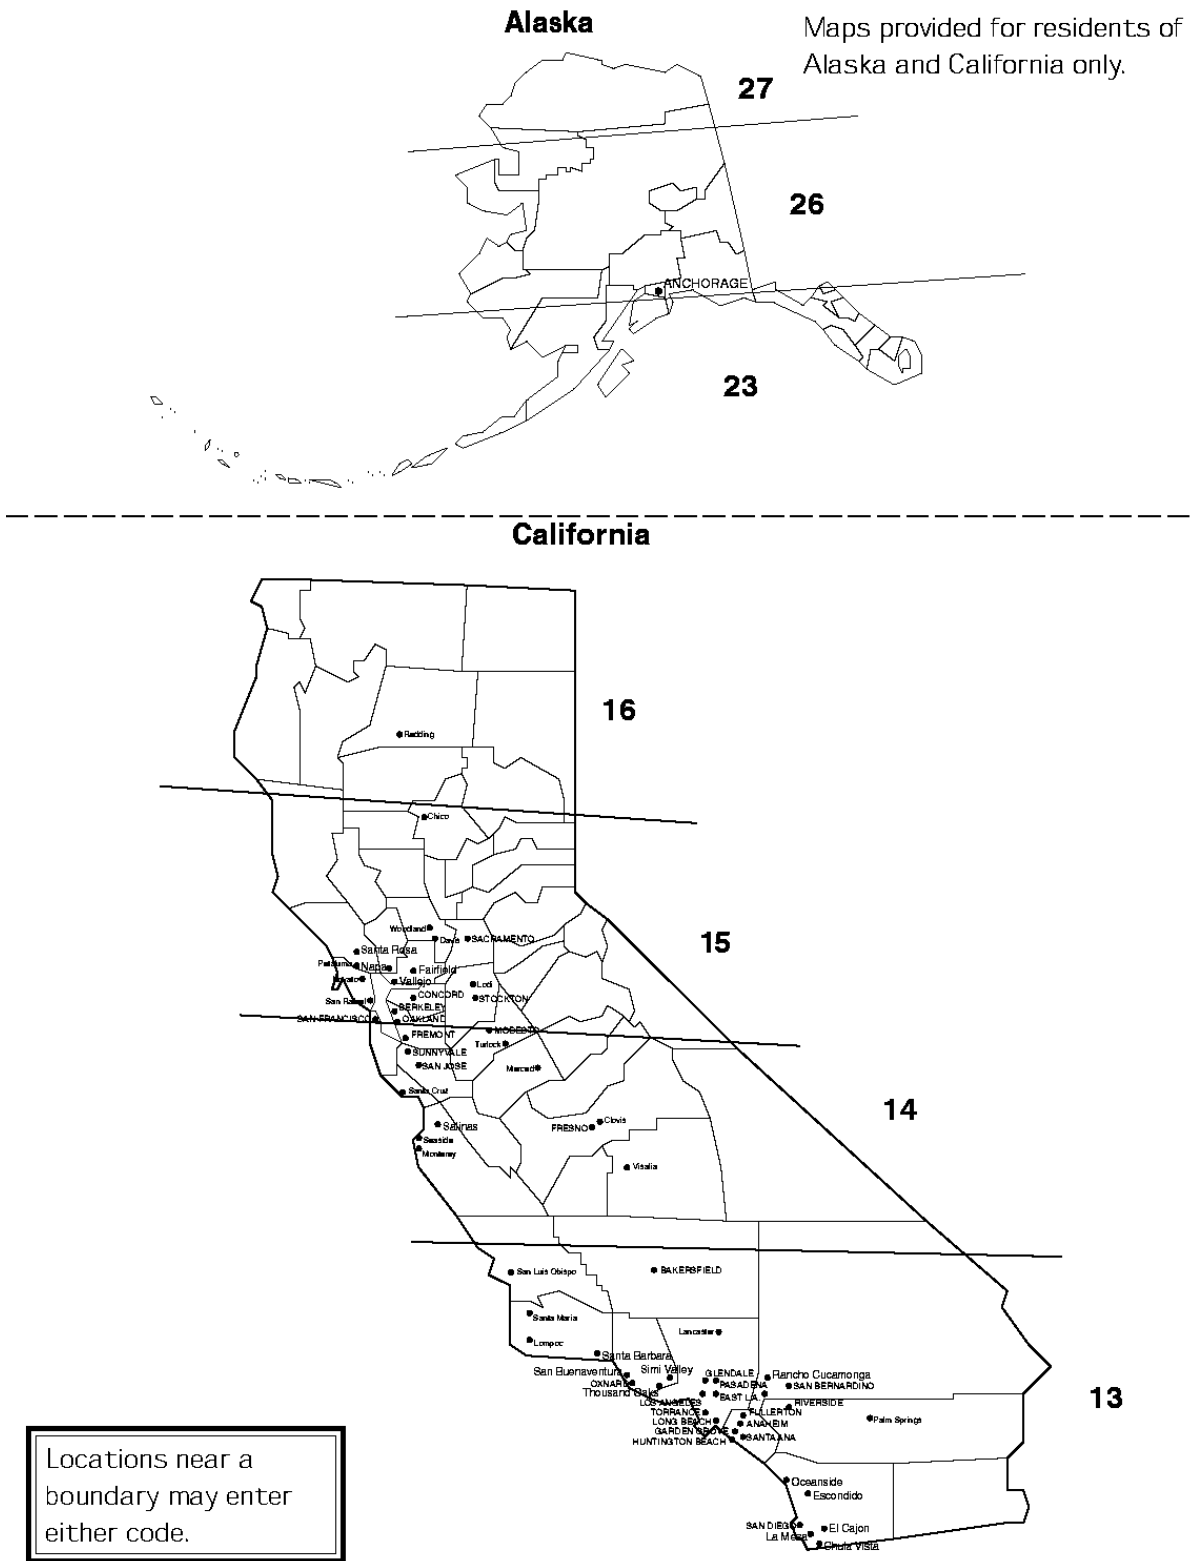 Alaska
Maps provided for residents of
Alaska and California only.
27
26
ANCHORAGE
23
California
16
Redding
Chico
15
Woodland
Davis
SACRAMENTO
Santa Rosa
Petaluma
Napa
Fairfield
Novato
Vallejo
Lodi
CONCORD
STOCKTON
San Rafael
BERKELEY
SAN FRANCISCO
OAKLAND
MODESTO
FREMONT
Turlock
SUNNYVALE
SAN JOSE
Merced
Santa Cruz
14
Clovis
Salinas
FRESNO
Seaside
Monterey
Visalia
San Luis Obispo
BAKERSFIELD
Santa Maria
Lancaster
Lompoc
Santa Barbara
San Buenaventura
Simi Valley
GLENDALE
Rancho Cucamonga
OXNARD
PASADENA
SAN BERNARDINO
Thousand Oaks
EAST L.A.
13
LOS ANGELES
RIVERSIDE
TORRANCE
FULLERTON
Palm Springs
LONG BEACH
ANAHEIM
GARDEN GROVE
SANTA ANA
HUNTINGTON BEACH
Locations near a
boundary may enter
either code.
Oceanside
Escondido
SAN DIEGO
El Cajon
La Mesa
Chula Vista